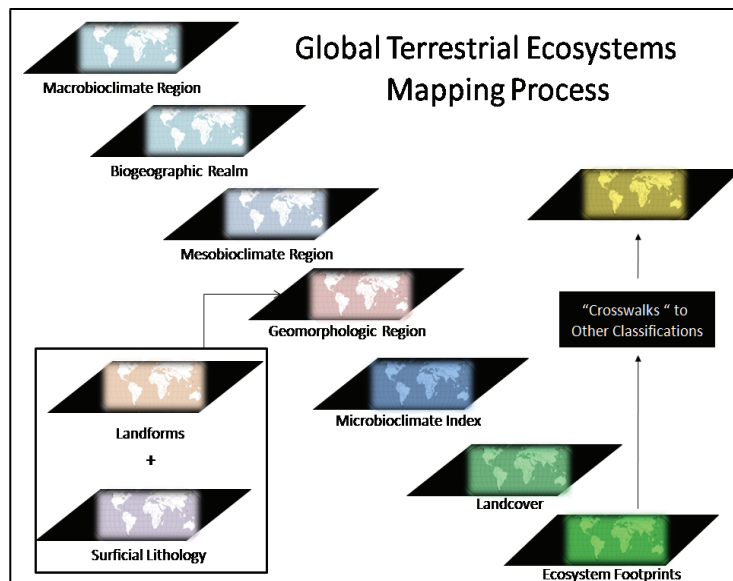 Global Terrestrial Ecosystems
Mapping Process
Macrobioclimate Region
Biogeographic Realm
Mesobioclimate Region
Geomorphologic Region
"Crosswalks " to
Other Classifications
Landforms
+
Surficial Lithology
Microbioclimate Index
Landcover
Ecosystem Footprints